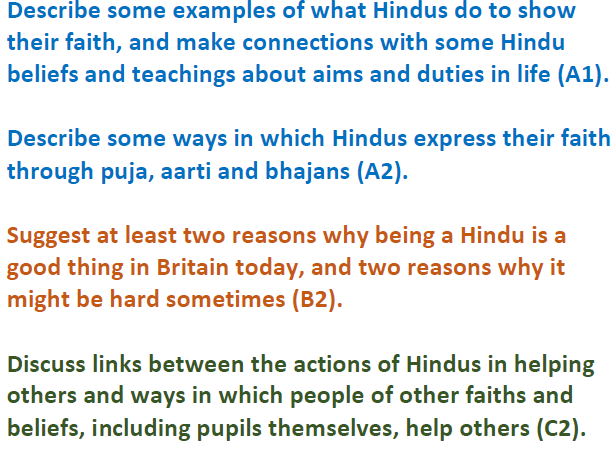 Describe some examples of what Hindus do to show
their faith, and make connections with some Hindu
beliefs and teachings about aims and duties in life (A1).
Describe some ways in which Hindus express their faith
through puja, aarti and bhajans (A2).
Suggest at least two reasons why being a Hindu is a
good thing in Britain today, and two reasons why it
might be hard sometimes (B2).
Discuss links between the actions of Hindus in helping
others and ways in which people of other faiths and
beliefs, including pupils themselves, help others (C2).